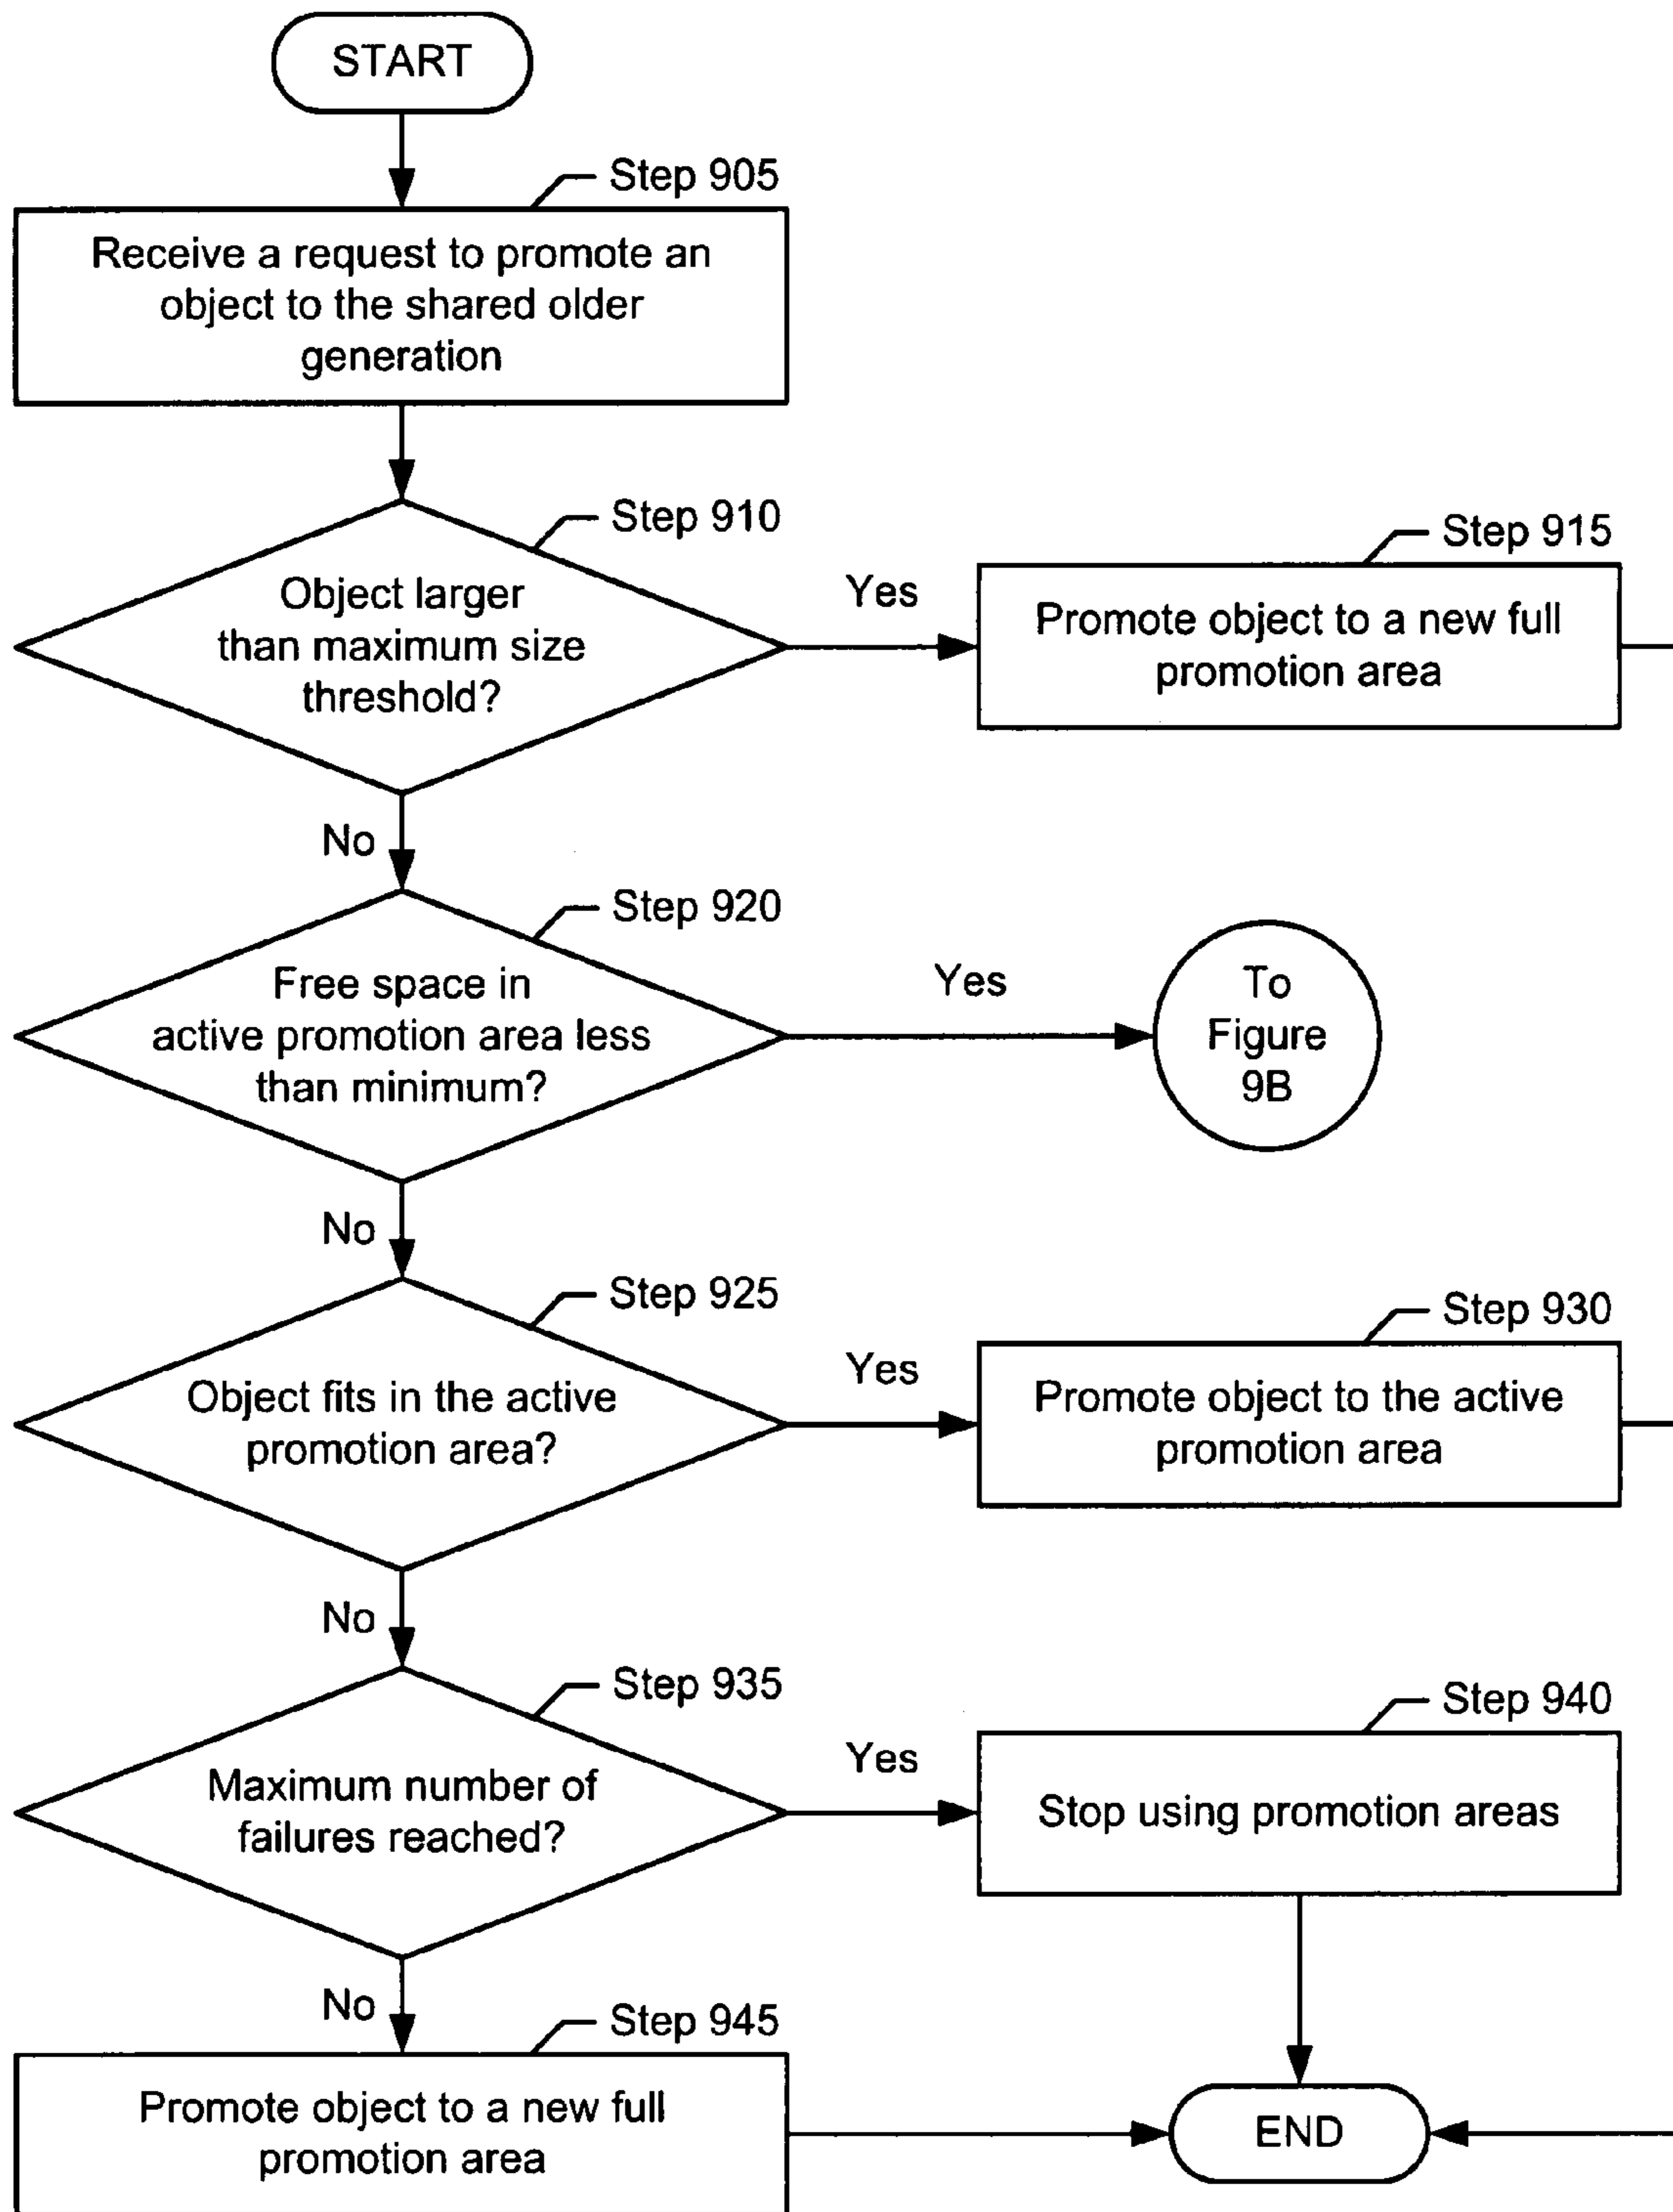 START
Step 905
Receive a request to promote an
object to the shared older
generation
Step 910
Object larger
than maximum size
threshold?
Yes
Step 915
Promote object to a new full
promotion area
No
Step 920
Free space in
active promotion area less
than minimum?
Yes
To
Figure
9B
No
Step 925
Object fits in the active
promotion area?
Yes
Step 930
Promote object to the active
promotion area
No
Step 935
Maximum number of
failures reached?
Yes
Step 940
Stop using promotion areas
No
Step 945
Promote object to a new full
promotion area
END